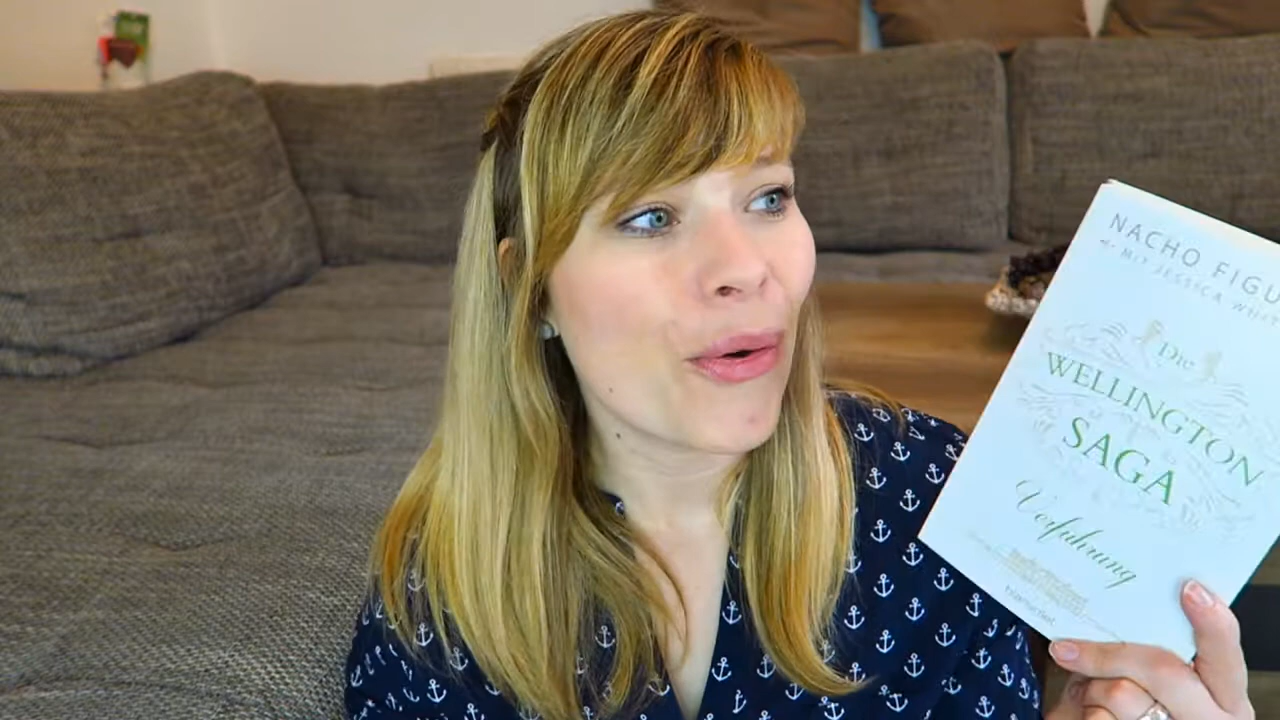 NACHO FIGU
MIT JESSICA WHIT
Die
WELLINGTON
SAGA
Verführung